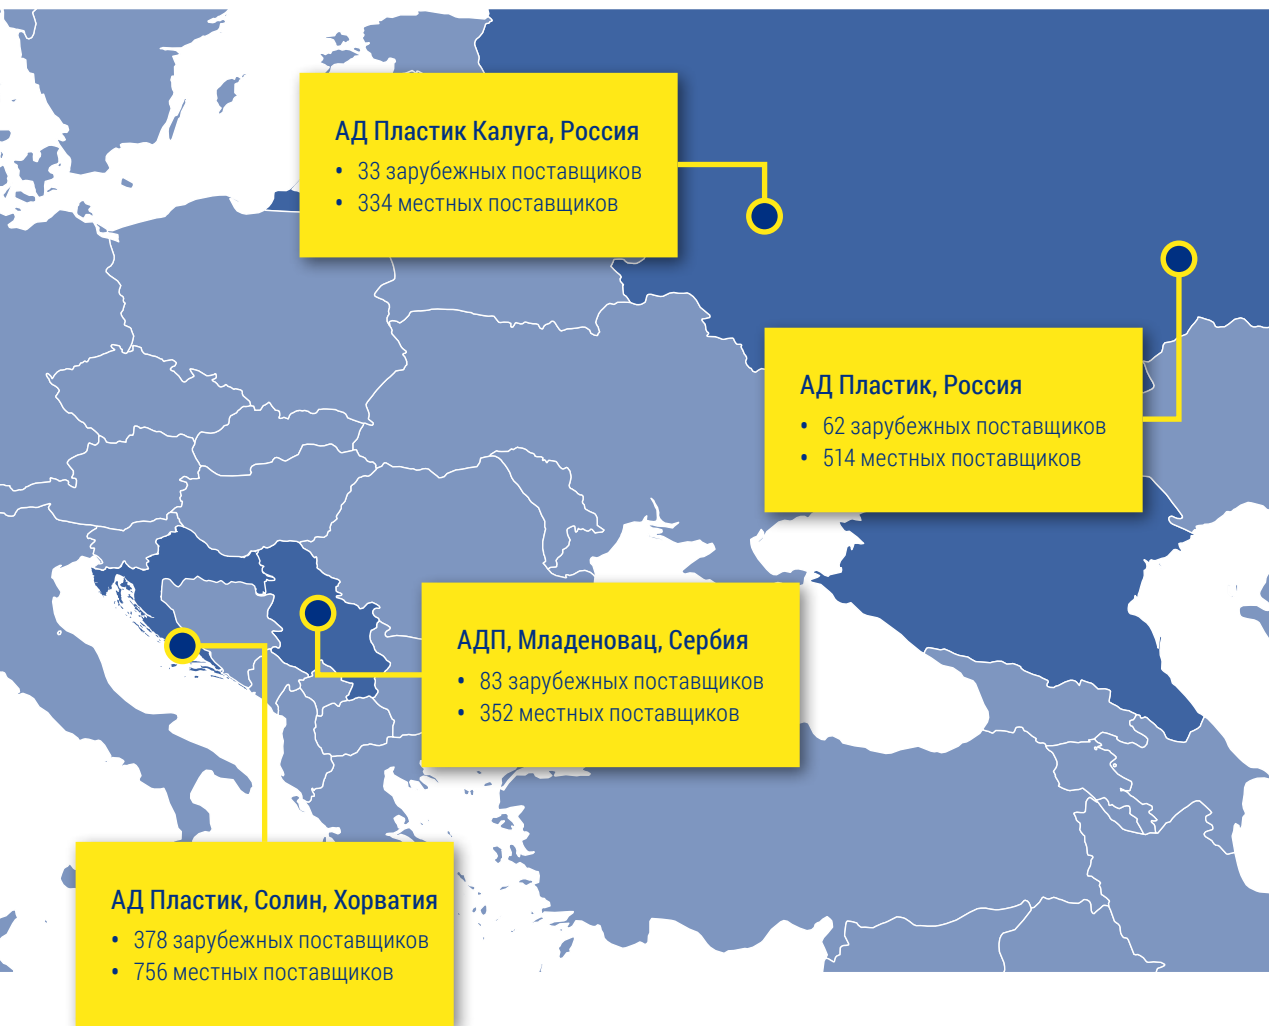 АД Пластик Калуга, Россия
• 33 зарубежных поставщиков
• 334 местных поставщиков
АД Пластик, Россия
• 62 зарубежных поставщиков
• 514 местных поставщиков
АДП, Младеновац, Сербия
• 83 зарубежных поставщиков
• 352 местных поставщиков
АД Пластик, Солин, Хорватия
• 378 зарубежных поставщиков
• 756 местных поставщиков